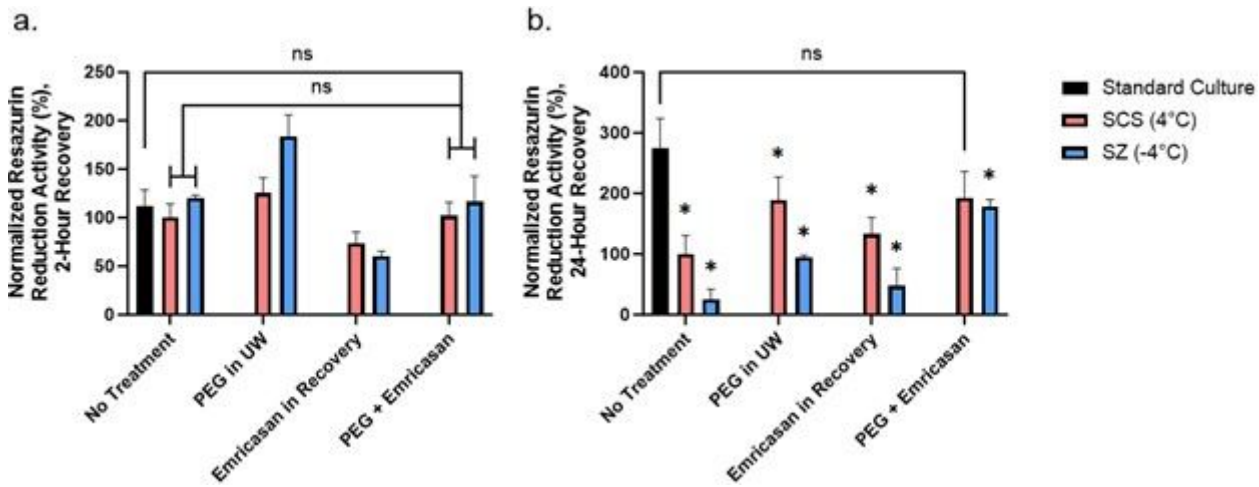 a.
ns
ns
Normalized Resazurin
Reduction Activity (%),
2-Hour Recovery
250
200
150
100
50
0
No Treatment
PEG in UW
Emricasan in Recovery
PEG + Emricasan
b.
ns
Normalized Resazurin
Reduction Activity (%),
24-Hour Recovery
400
300
200
100
0
*
*
*
*
*
*
*
No Treatment
PEG in UW
Emricasan in Recovery
PEG + Emricasan
Standard Culture
SCS (4°C)
SZ (-4°C)